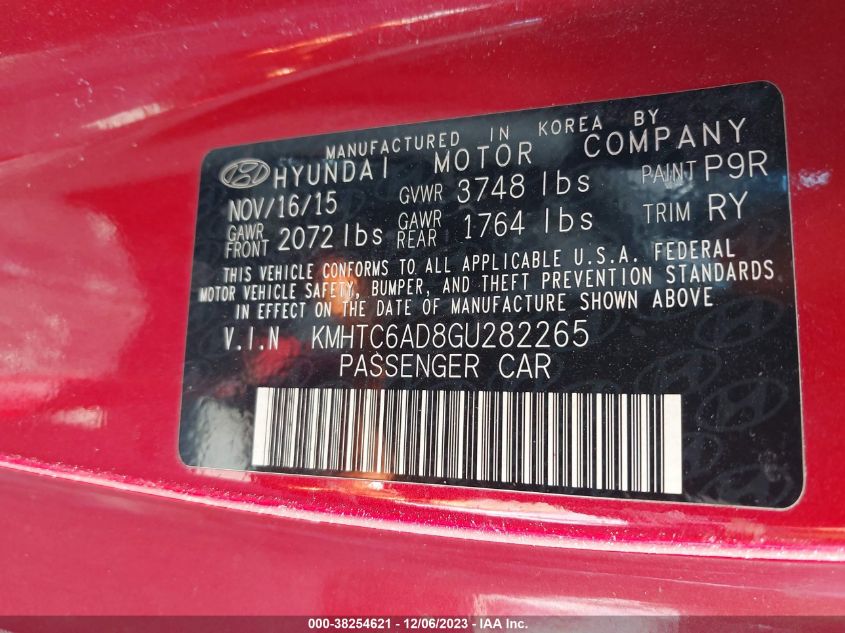 MANUFACTURED IN KOREA BY
HYUNDAI MOTOR COMPANY
NOV/16/15 GVWR 3748 lbs PAINT P9R
GAWR FRONT 2072 lbs GAWR REAR 1764 lbs TRIM RY
THIS VEHICLE CONFORMS TO ALL APPLICABLE U.S.A. FEDERAL
MOTOR VEHICLE SAFETY, BUMPER, AND THEFT PREVENTION STANDARDS
IN EFFECT ON THE DATE OF MANUFACTURE SHOWN ABOVE
V.I.N KMHTC6AD8GU282265
PASSENGER CAR
000-38254621 - 12/06/2023 - IAA Inc.